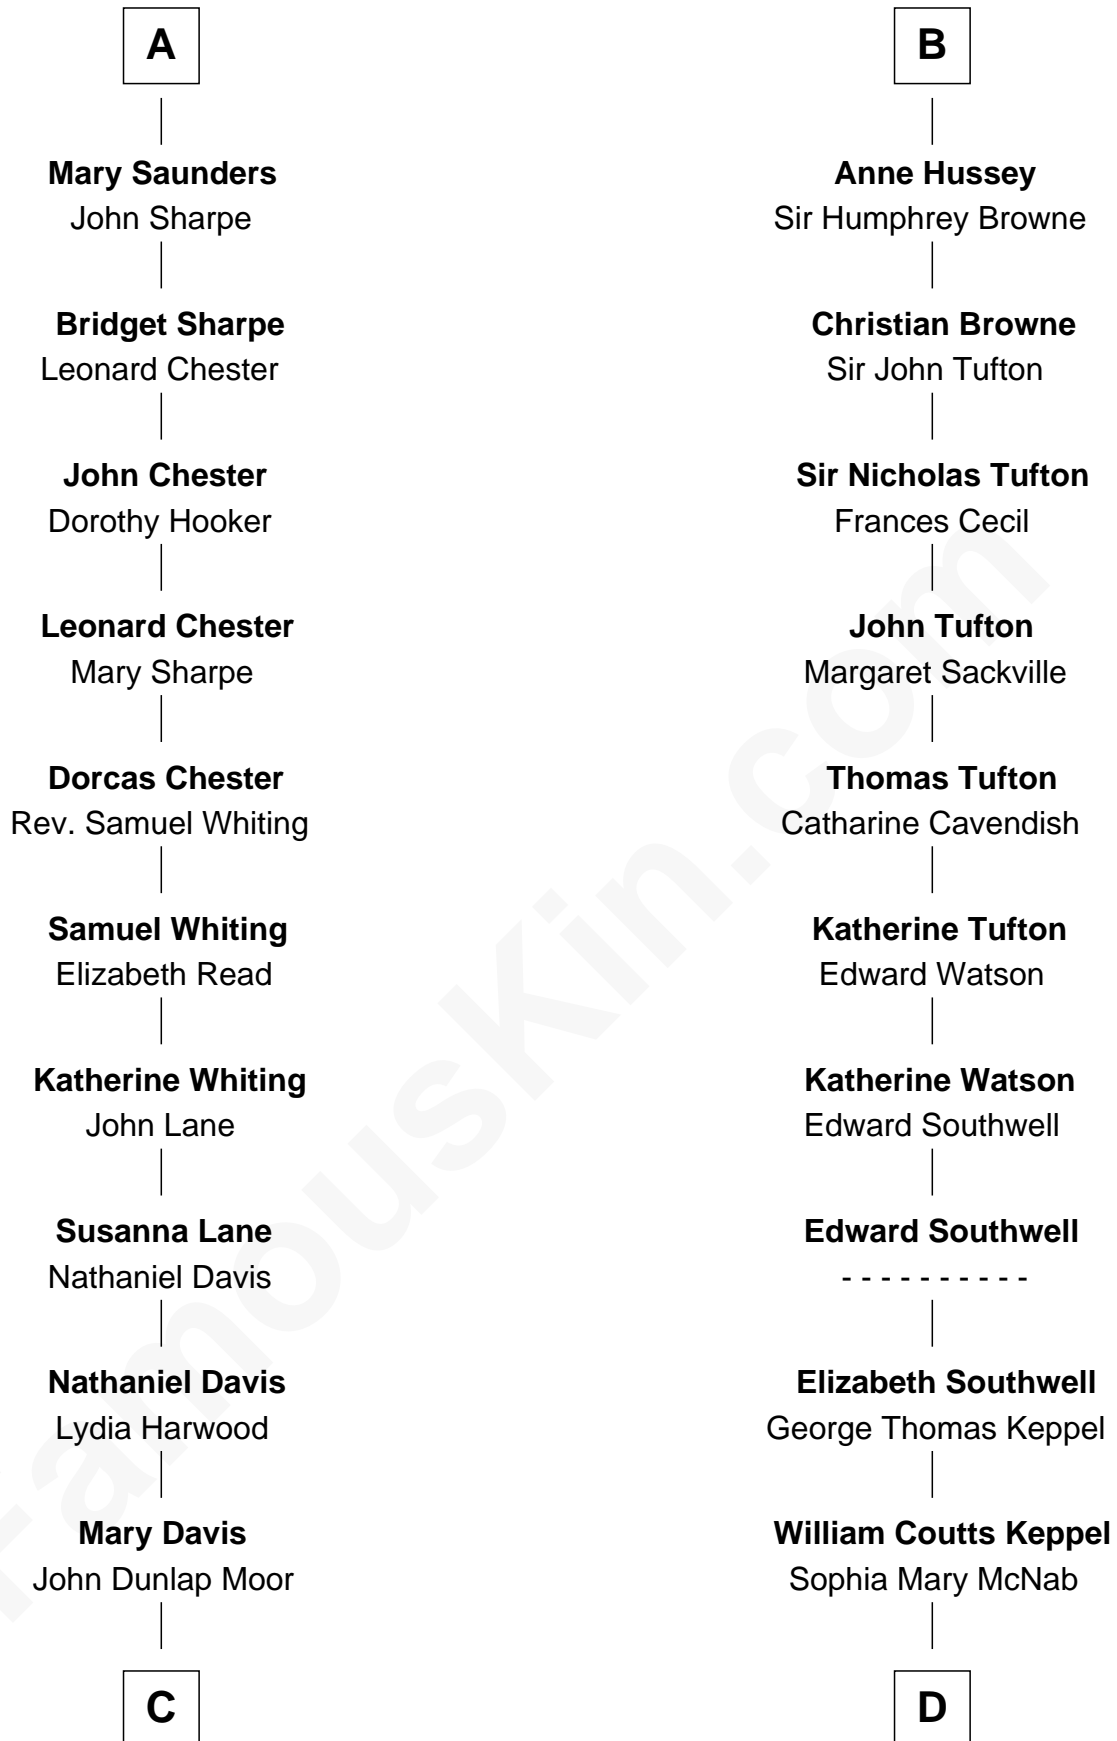 A
Mary Saunders
John Sharpe
Bridget Sharpe
Leonard Chester
John Chester
Dorothy Hooker
Leonard Chester
Mary Sharpe
Dorcas Chester
Rev. Samuel Whiting
Samuel Whiting
Elizabeth Read
Katherine Whiting
John Lane
Susanna Lane
Nathaniel Davis
Nathaniel Davis
Lydia Harwood
Mary Davis
John Dunlap Moor
C
B
Anne Hussey
Sir Humphrey Browne
Christian Browne
Sir John Tufton
Sir Nicholas Tufton
Frances Cecil
John Tufton
Margaret Sackville
Thomas Tufton
Catharine Cavendish
Katherine Tufton
Edward Watson
Katherine Watson
Edward Southwell
Edward Southwell
- - - - - - - - - -
Elizabeth Southwell
George Thomas Keppel
William Coutts Keppel
Sophia Mary McNab
D
FamousKin.com